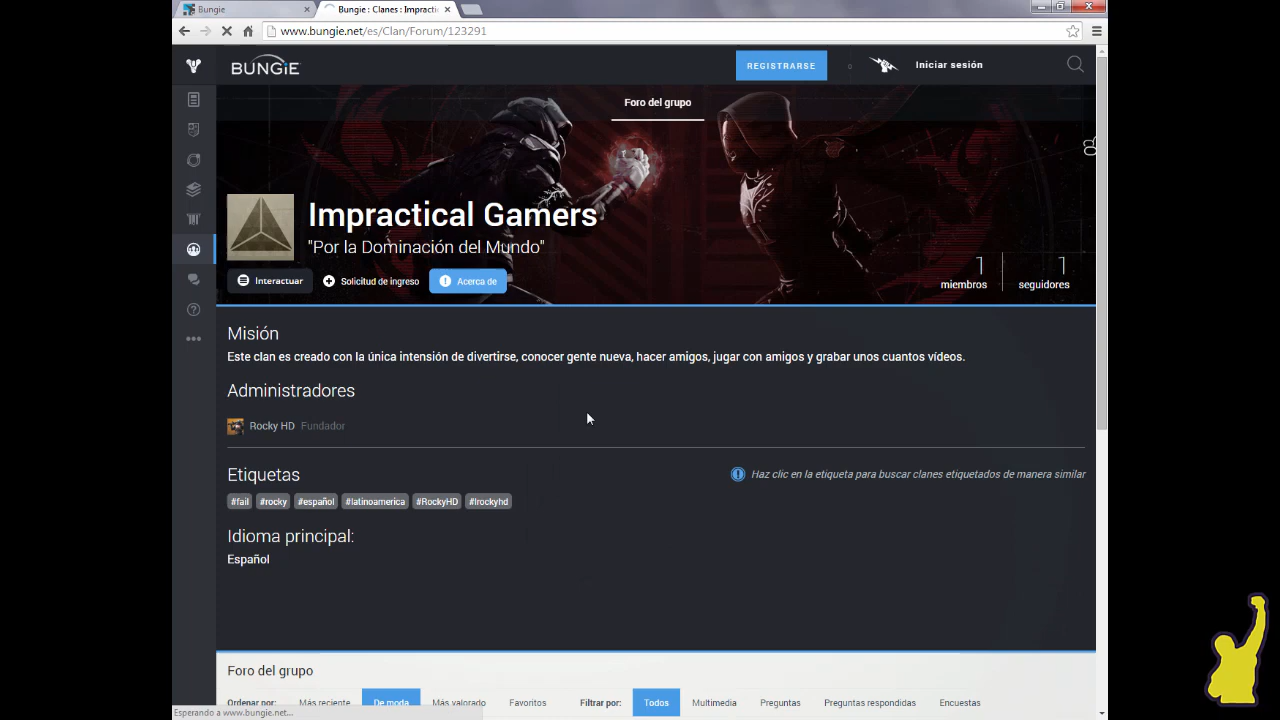 Bungie
Bungie : Clanes : Impractic
www.bungie.net/es/Clan/Forum/123291
BUNGIE
REGISTRARSE
Iniciar sesión
Foro del grupo
Impractical Gamers
"Por la Dominación del Mundo"
Interactuar
Solicitud de ingreso
Acerca de
1
miembros
1
seguidores
Misión
Este clan es creado con la única intensión de divertirse, conocer gente nueva, hacer amigos, jugar con amigos y grabar unos cuantos vídeos.
Administradores
Rocky HD Fundador
Etiquetas
Haz clic en la etiqueta para buscar clanes etiquetados de manera similar
#fail #rocky #español #latinoamerica #RockyHD #lrockyhd
Idioma principal:
Español
Foro del grupo
Ordenar por: Más reciente De moda Más valorado Favoritos Filtrar por: Todos Multimedia Preguntas Preguntas respondidas Encuestas
Esperando a www.bungie.net...